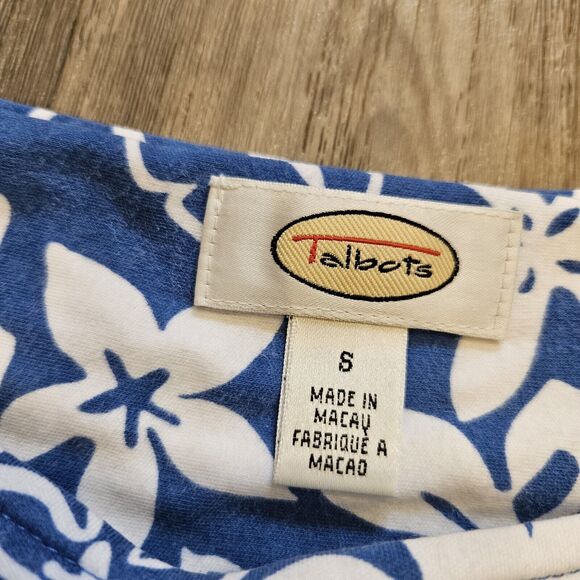 Talbots
S
MADE IN
MACAU
FABRIQUÉ A
MACAO